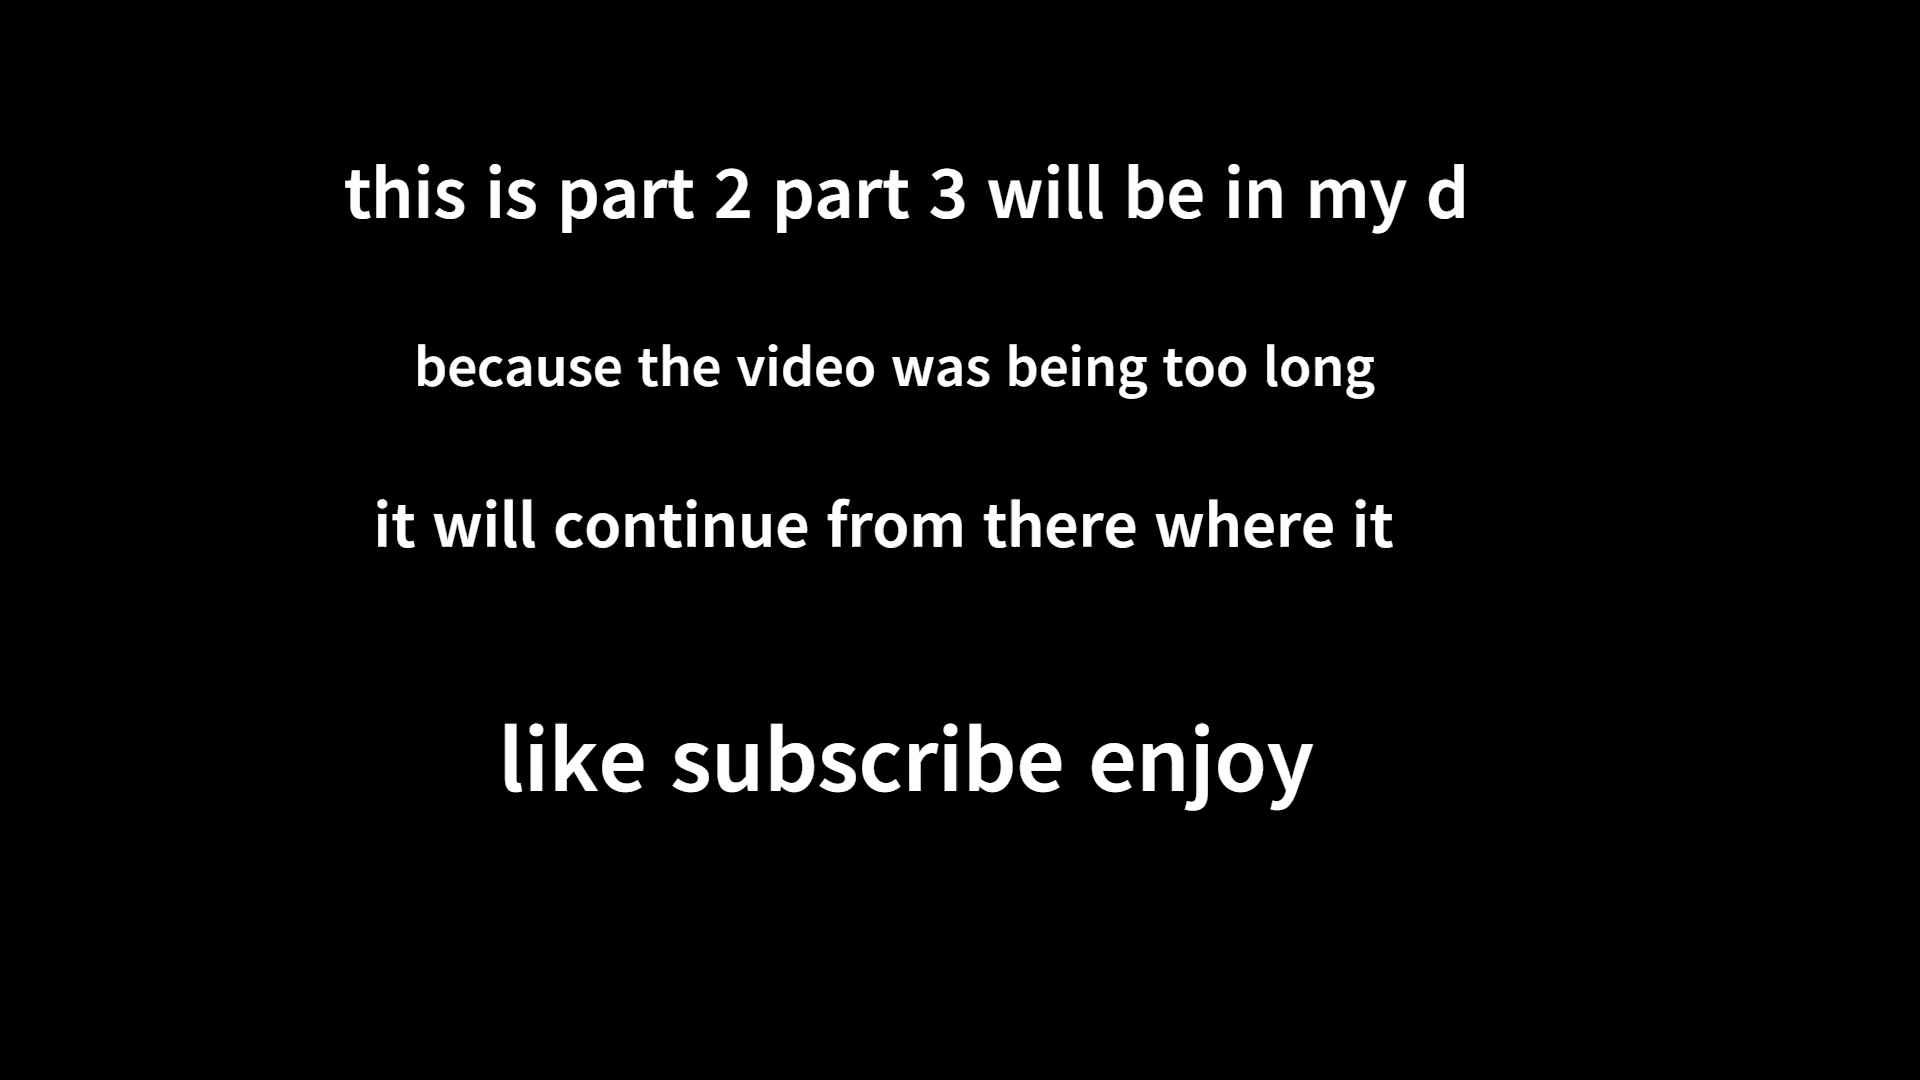 this is part 2 part 3 will be in my d
because the video was being too long
it will continue from there where it
like subscribe enjoy